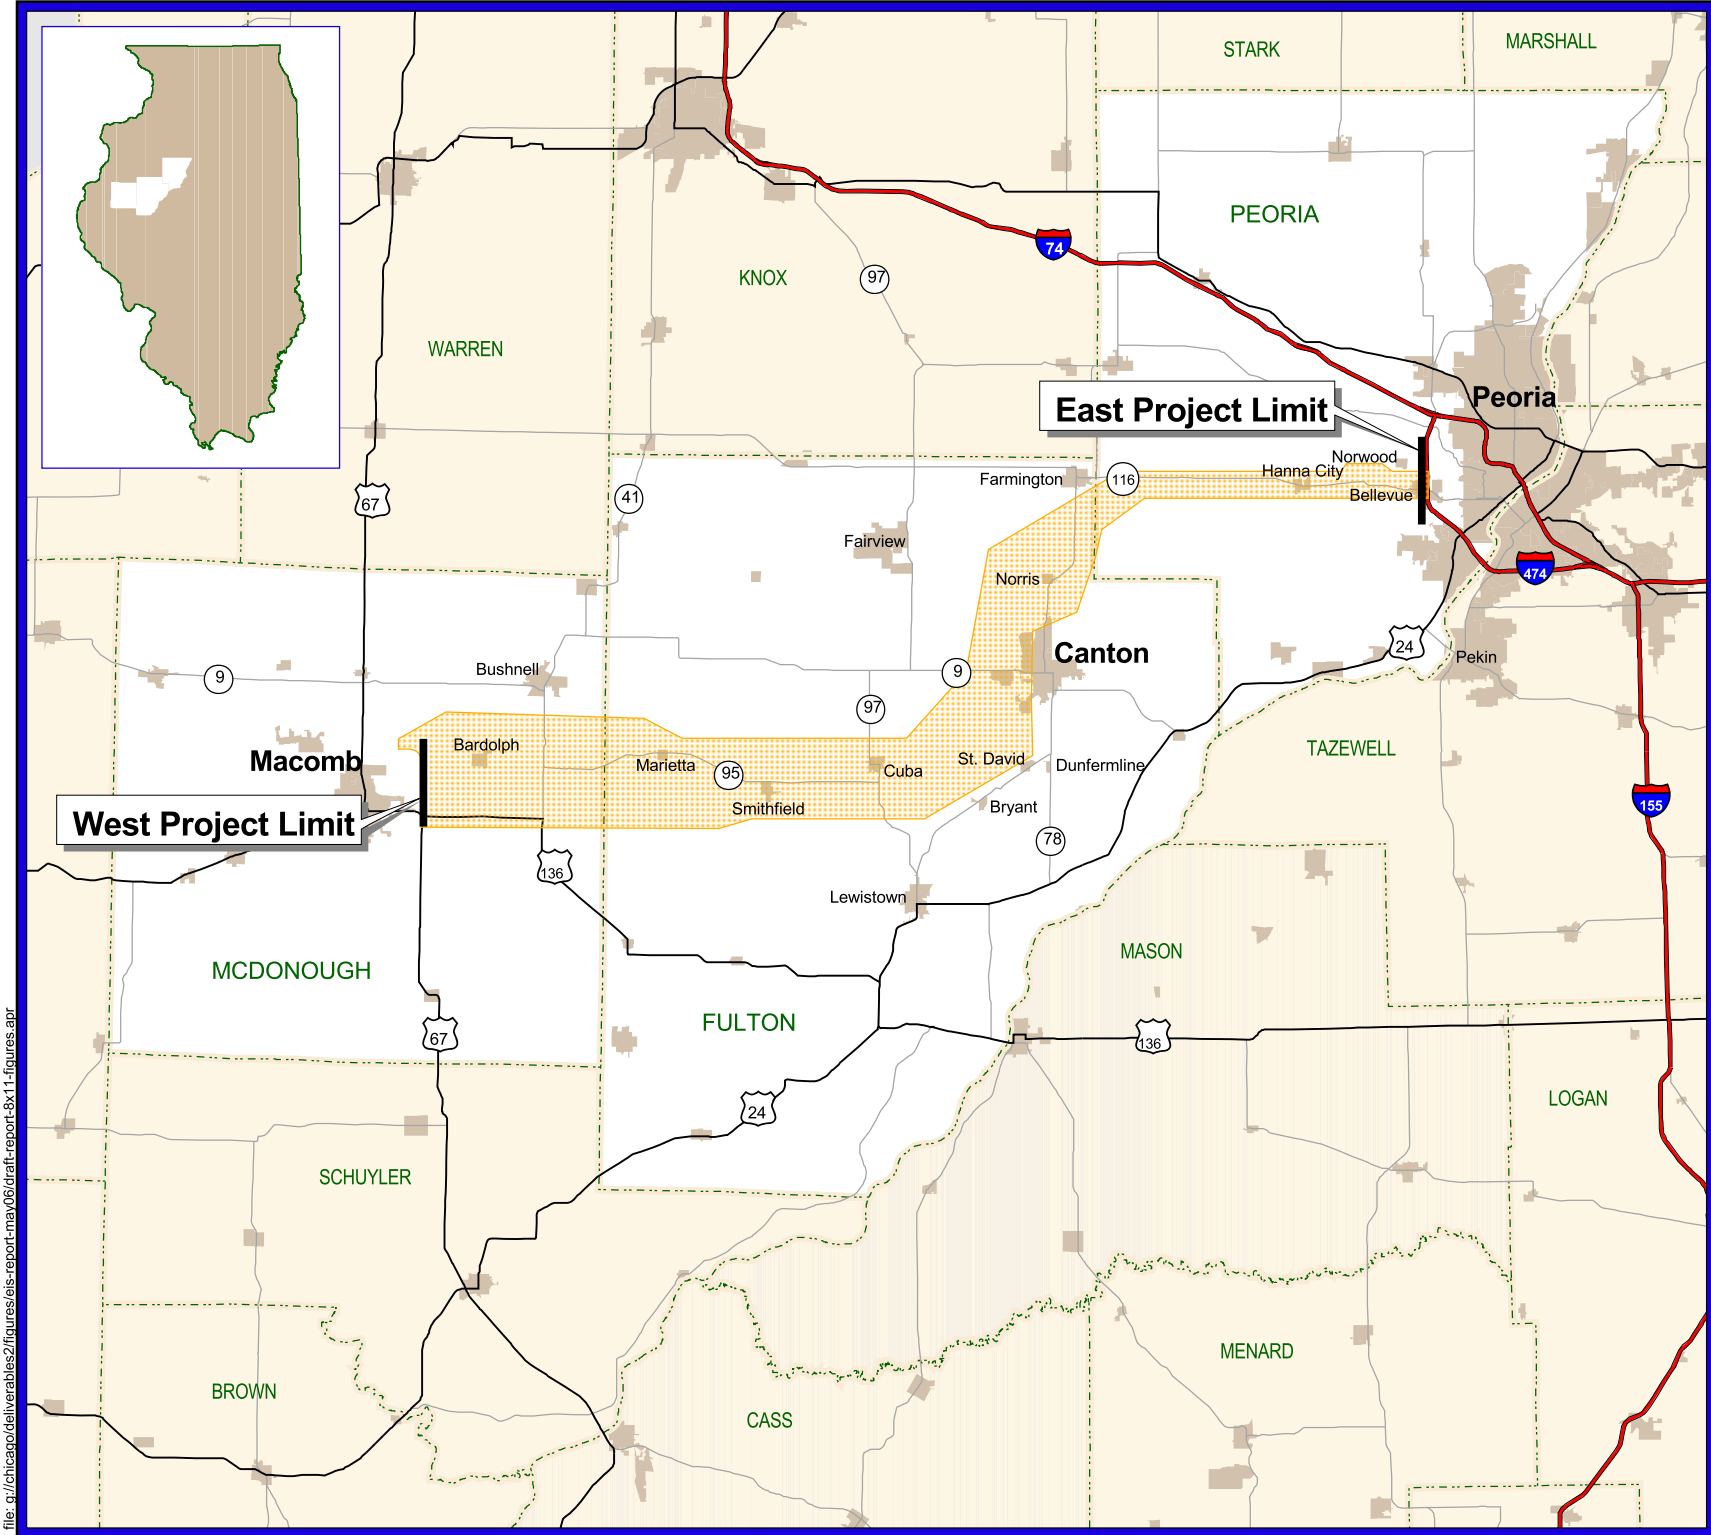 STARK
MARSHALL
PEORIA
74
KNOX
97
WARREN
Peoria
East Project Limit
Norwood
Hanna City
Farmington
116
Bellevue
67
41
Fairview
Norris
474
Canton
24
Pekin
Bushnell
9
9
97
Bardolph
Macomb
Marietta
95
Cuba
St. David
Dunfermline
TAZEWELL
Smithfield
Bryant
155
West Project Limit
78
136
Lewistown
MASON
MCDONOUGH
FULTON
67
136
24
LOGAN
SCHUYLER
MENARD
BROWN
CASS
file: g://chicago/deliverables2/figures/eis-report-may06/draft-report-8x11-figures.apr